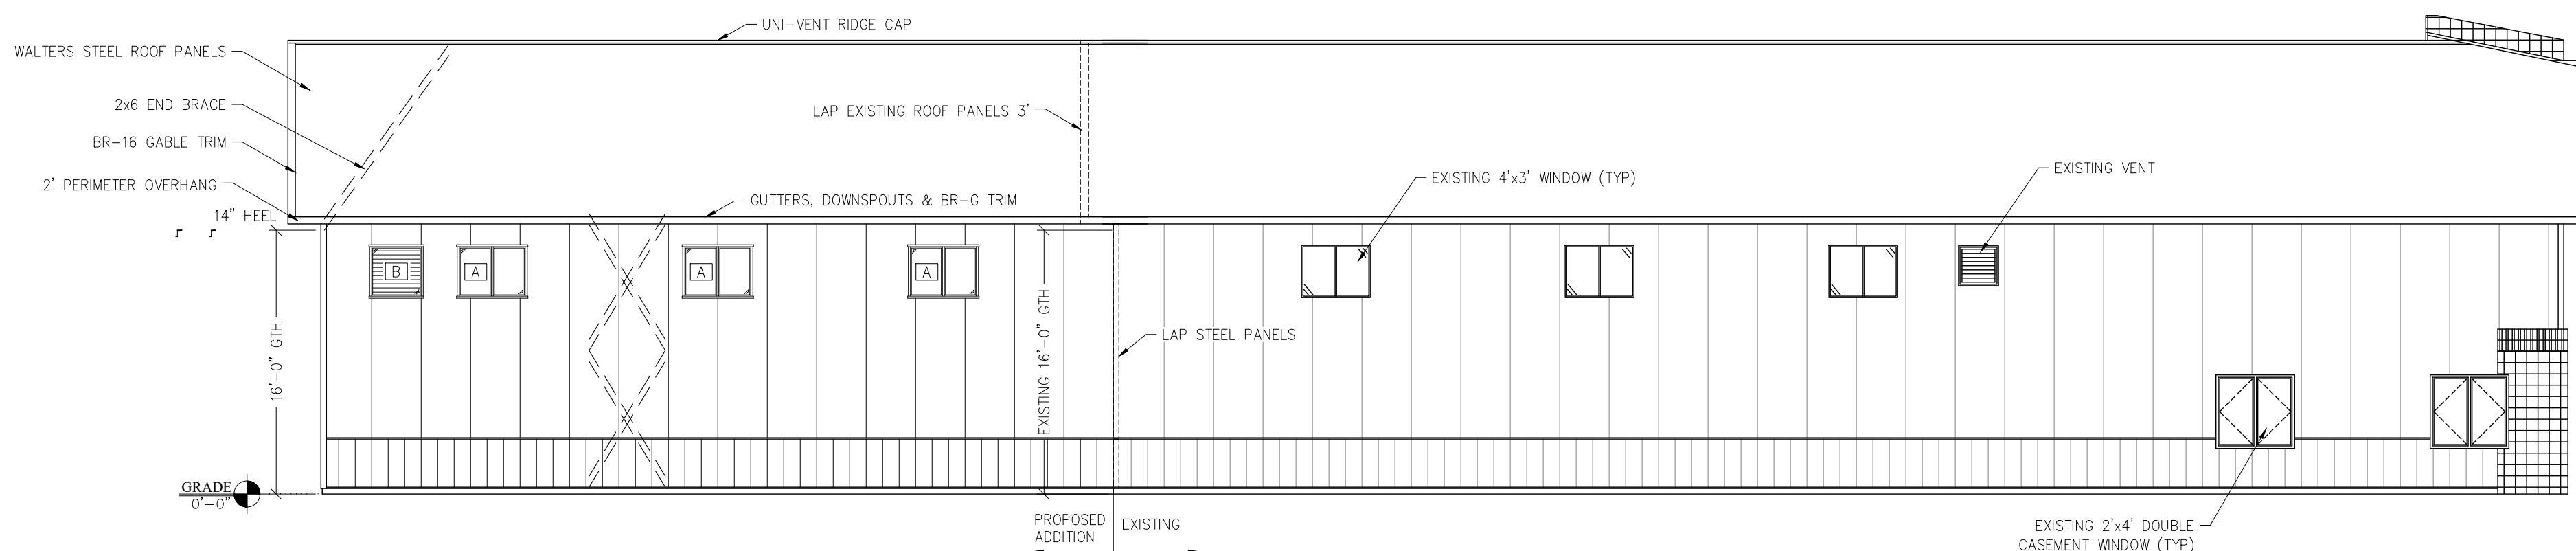 UNI-VENT RIDGE CAP
WALTERS STEEL ROOF PANELS
2x6 END BRACE
LAP EXISTING ROOF PANELS 3'
BR-16 GABLE TRIM
EXISTING VENT
EXISTING 4'x3' WINDOW (TYP)
2' PERIMETER OVERHANG
GUTTERS, DOWNSPOUTS & BR-G TRIM
14" HEEL
B
A
A
A
16'-0" GTH
EXISTING 16'-0" GTH
LAP STEEL PANELS
GRADE
0'-0"
PROPOSED
ADDITION
EXISTING
EXISTING 2'x4' DOUBLE
CASEMENT WINDOW (TYP)